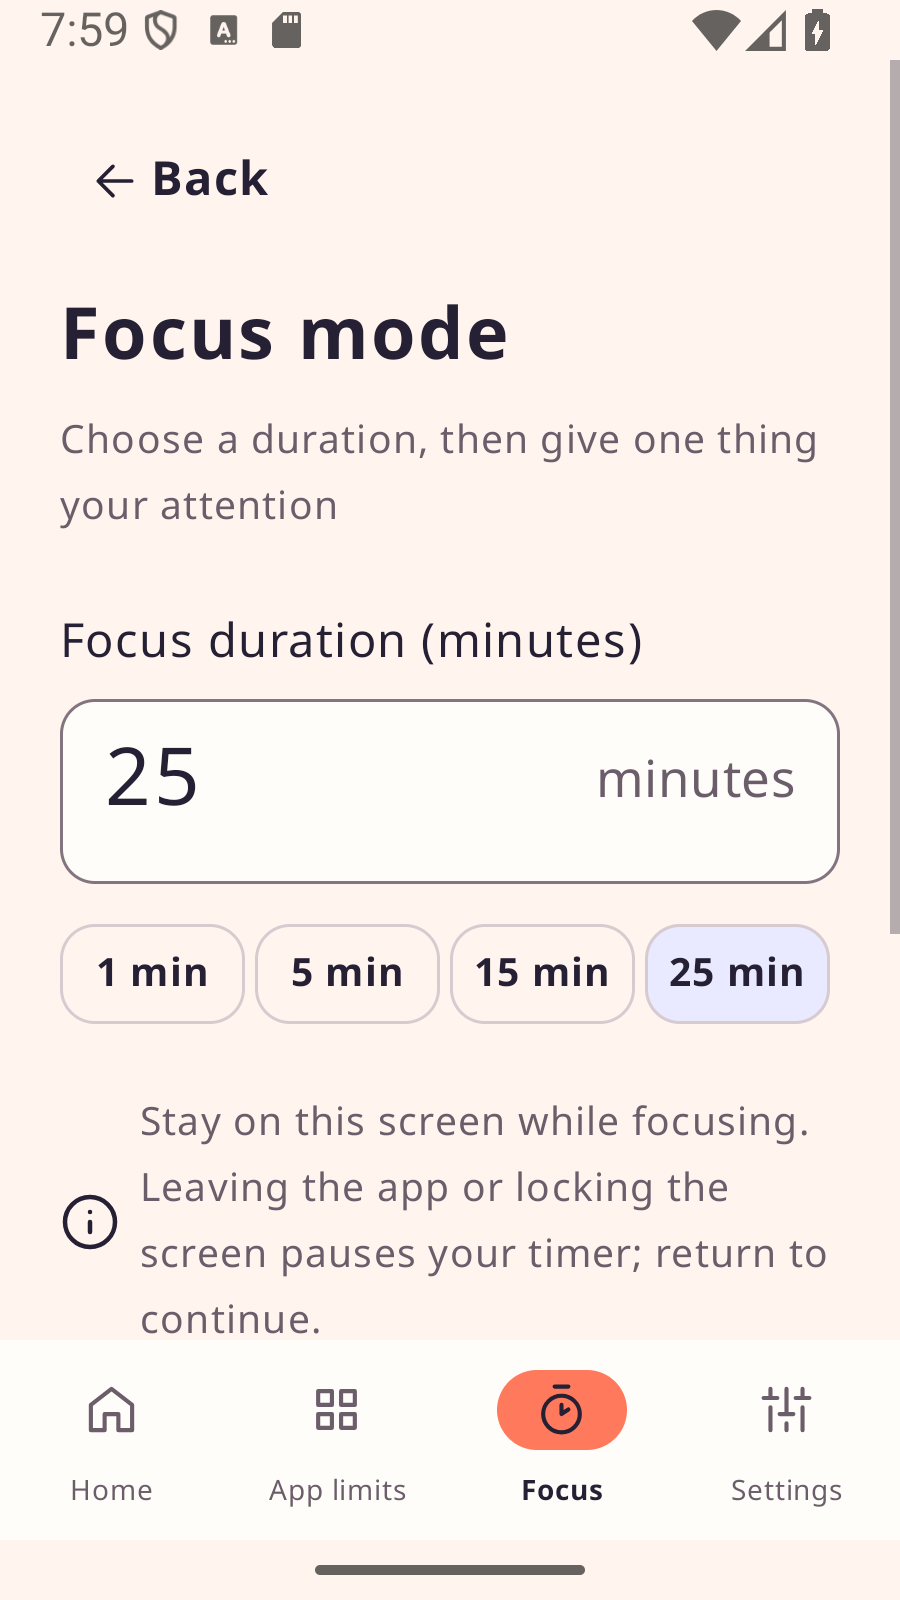 7:59
Back
Focus mode
Choose a duration, then give one thing
your attention
Focus duration (minutes)
25 minutes
1 min 5 min 15 min 25 min
Stay on this screen while focusing.
Leaving the app or locking the
screen pauses your timer; return to
continue.
Home App limits Focus Settings